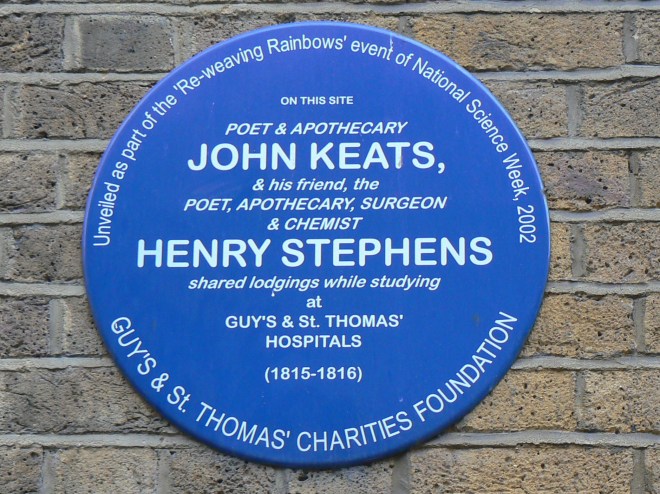 Unveiled as part of the 'Re-weaving Rainbows' event of National Science Week, 2002
ON THIS SITE
POET & APOTHECARY
JOHN KEATS,
& his friend, the
POET, APOTHECARY, SURGEON
& CHEMIST
HENRY STEPHENS
shared lodgings while studying
at
GUY'S & St. THOMAS'
HOSPITALS
(1815-1816)
GUY'S & St. THOMAS' CHARITIES FOUNDATION